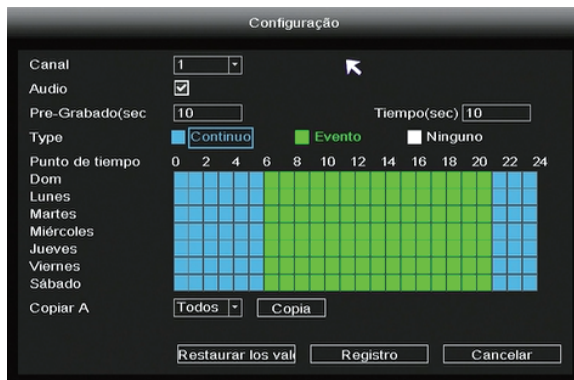 Configuração
Canal 1
Audio
Pre-Grabado(sec 10 Tiempo(sec) 10
Type Continuo Evento Ninguno
Punto de tiempo 0 2 4 6 8 10 12 14 16 18 20 22 24
Dom
Lunes
Martes
Miércoles
Jueves
Viernes
Sábado
Copiar A Todos Copia
Restaurar los val Registro Cancelar